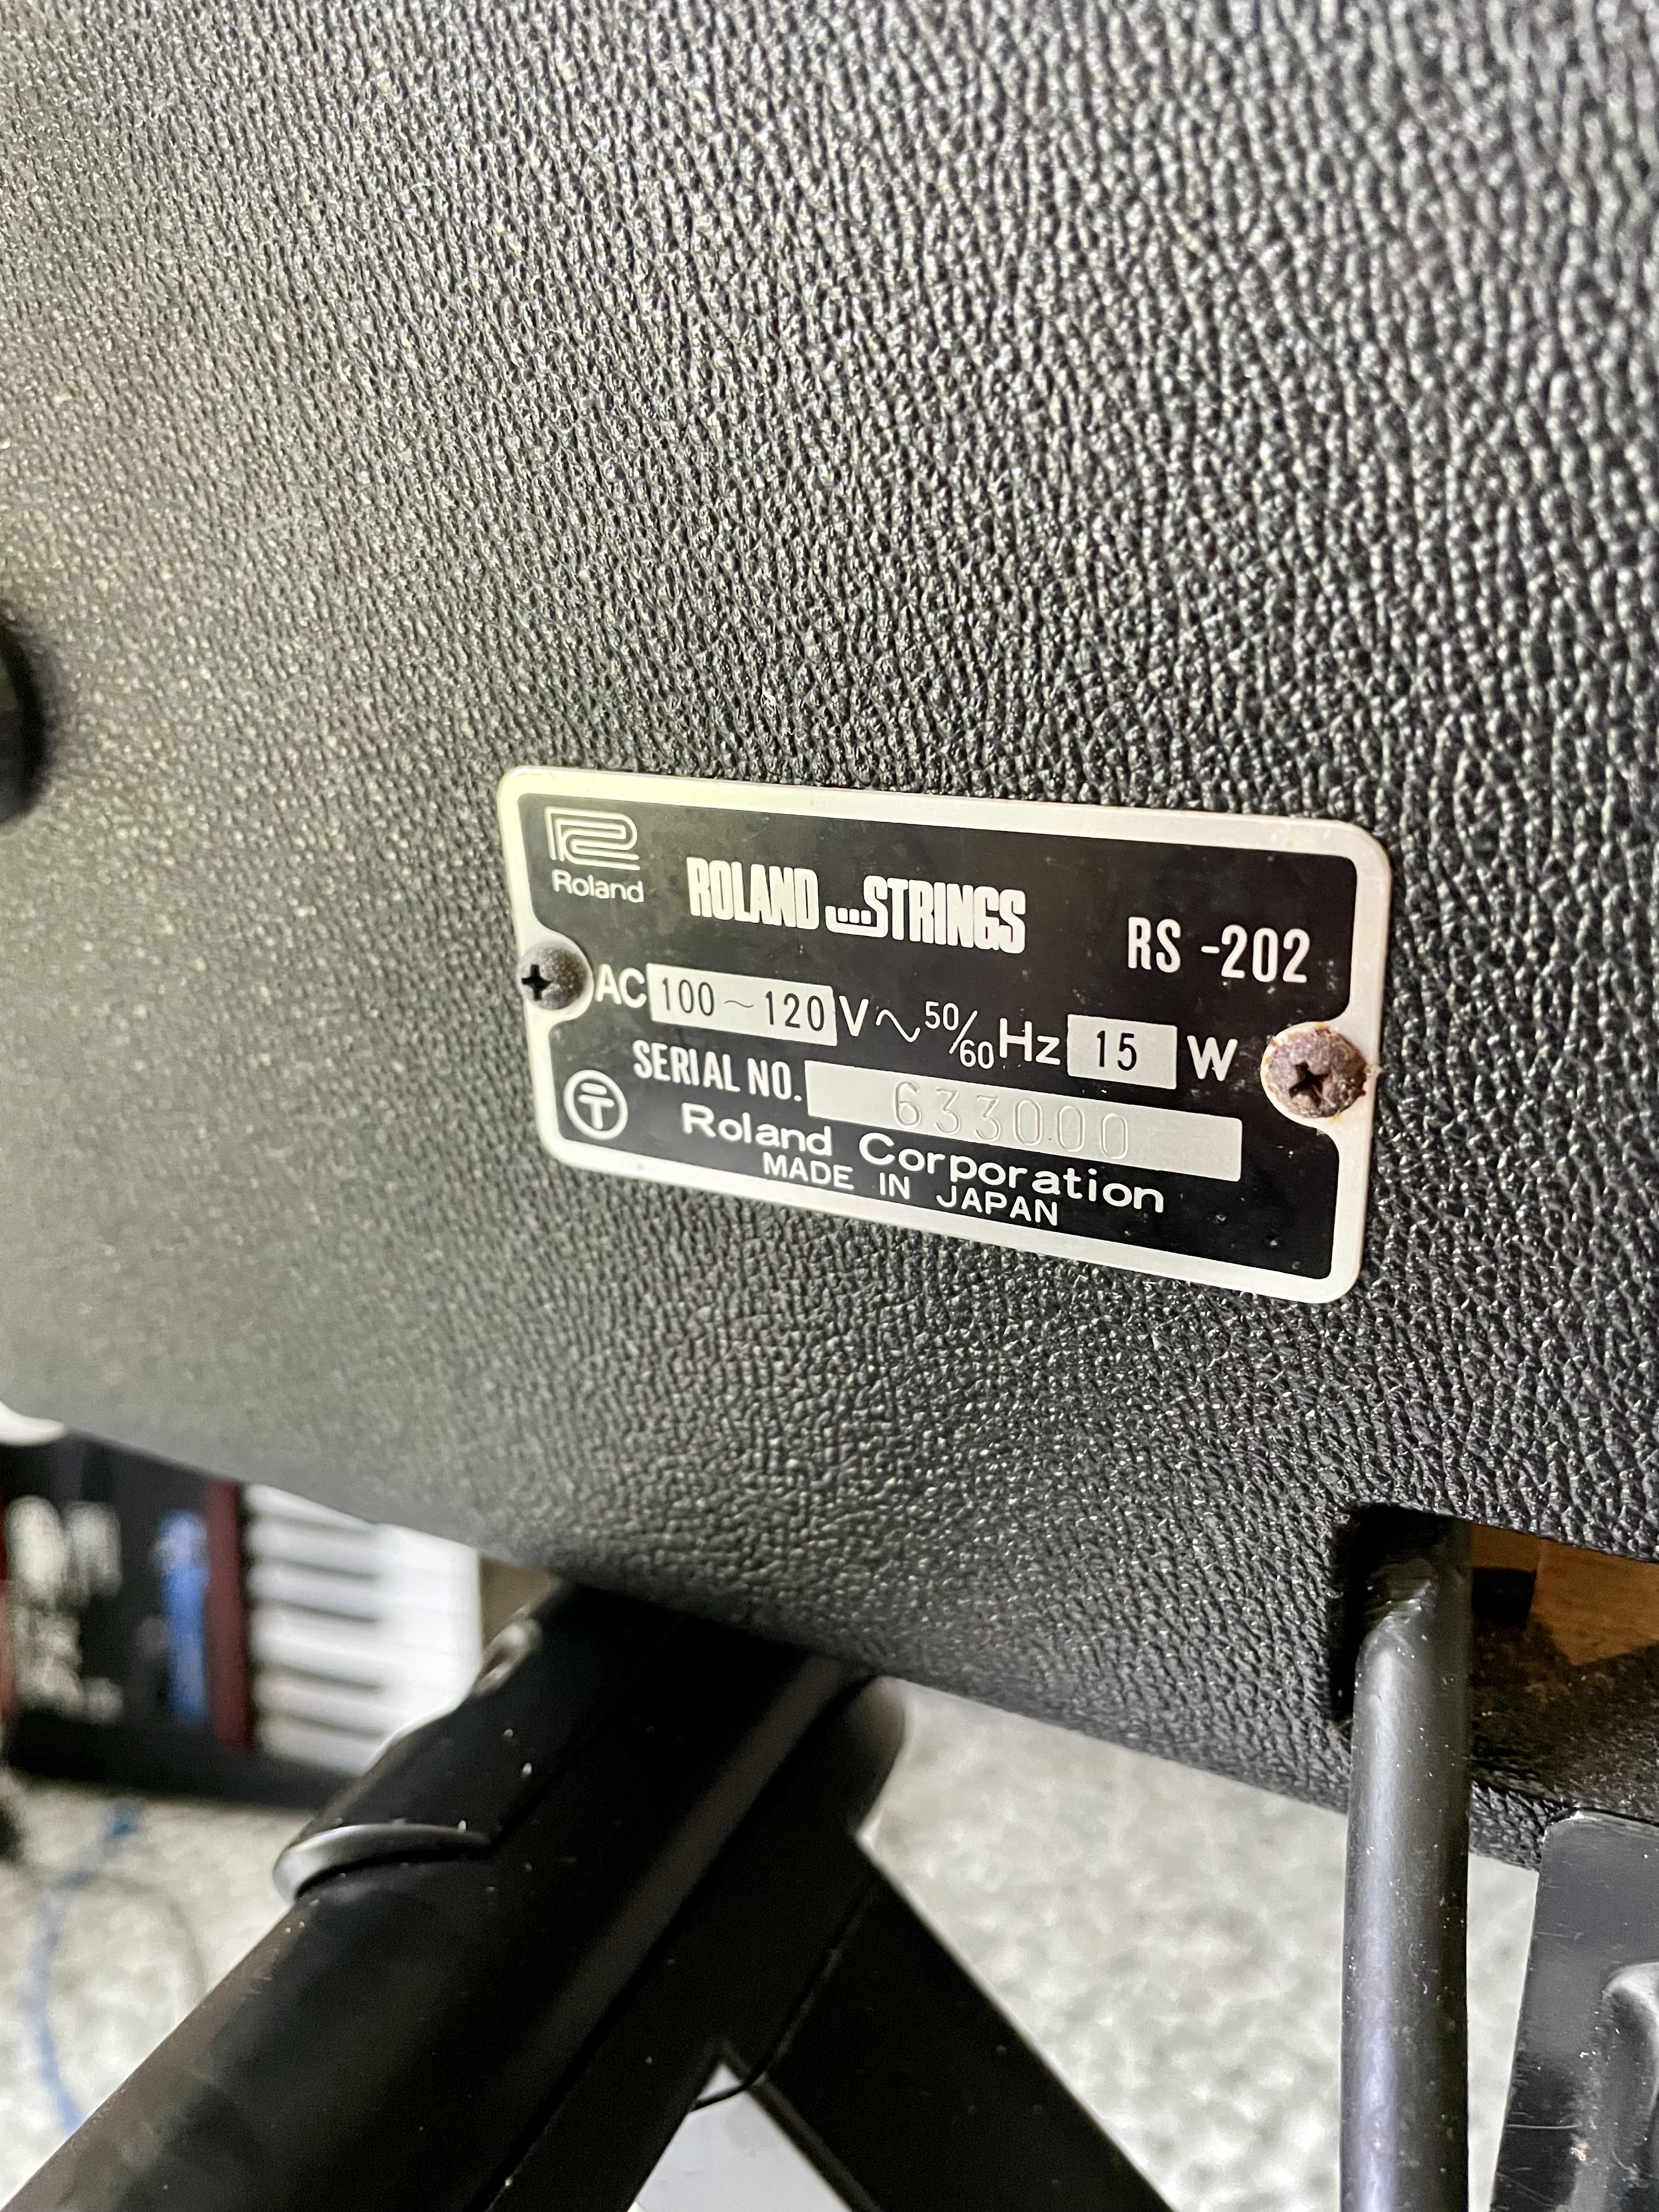 Roland
ROLAND STRINGS RS-202
AC 100~120 V~ 50/60 Hz 15 W
SERIAL NO. 633000
T
Roland Corporation
MADE IN JAPAN